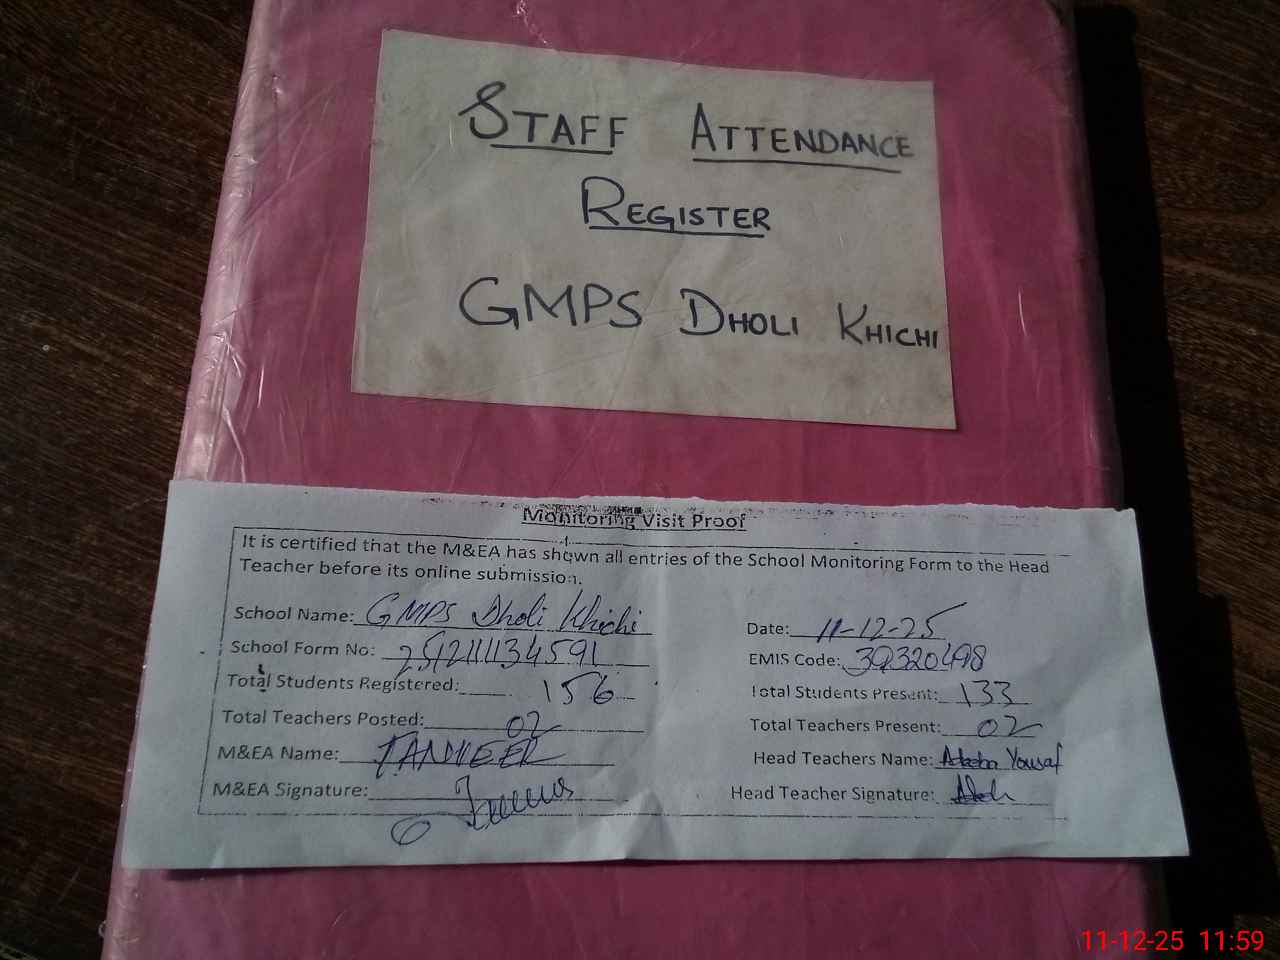 STAFF ATTENDANCE
REGISTER
GMPS DHOLI KHICHI
Monitoring Visit Proof
It is certified that the M&EA has shown all entries of the School Monitoring Form to the Head
Teacher before its online submission.
School Name: GMPS Dholi Khichi
Date: 11-12-25
School Form No: 2512111134591
EMIS Code: 39320498
Total Students Registered: 156
Total Students Present: 133
Total Teachers Posted: 02
Total Teachers Present: 02
M&EA Name: TANVEER
Head Teachers Name: Yousaf
M&EA Signature:
Head Teacher Signature:
11-12-25 11:59